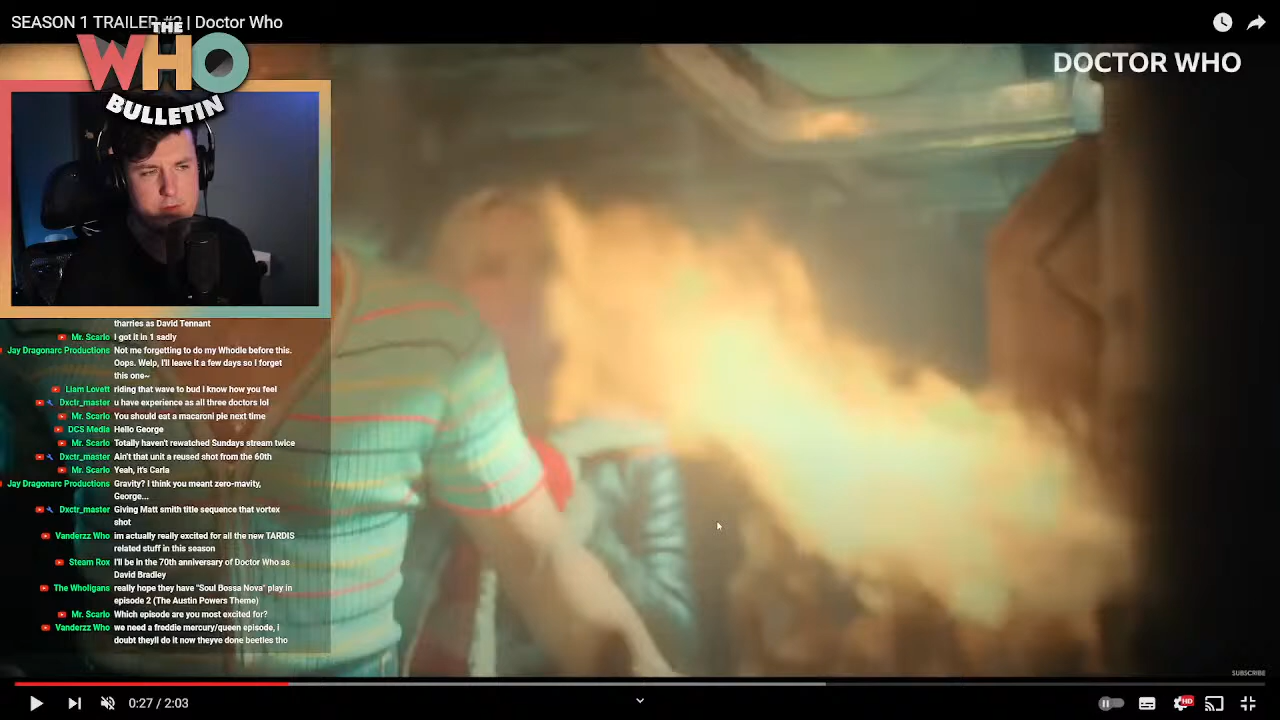 SEASON 1 TRAILER #2 | Doctor Who
THE
WHO
BULLETIN
DOCTOR WHO
tharries as David Tennant
Mr. Scarlo I got it in 1 sadly
Jay Dragonarc Productions Not me forgetting to do my Whodle before this.
Oops. Welp, I'll leave it a few days so I forget
this one~
Liam Lovett riding that wave to bud i know how you feel
Dxctr_master u have experience as all three doctors lol
Mr. Scarlo You should eat a macaroni pie next time
DCS Media Hello George
Mr. Scarlo Totally haven't rewatched Sundays stream twice
Dxctr_master Ain't that unit a reused shot from the 60th
Mr. Scarlo Yeah, it's Carla
Jay Dragonarc Productions Gravity? I think you meant zero-mavity,
George...
Dxctr_master Giving Matt smith title sequence that vortex
shot
Vanderzz Who im actually really excited for all the new TARDIS
related stuff in this season
Steam Rox I'll be in the 70th anniversary of Doctor Who as
David Bradley
The Wholigans really hope they have "Soul Bossa Nova" play in
episode 2 (The Austin Powers Theme)
Mr. Scarlo Which episode are you most excited for?
Vanderzz Who we need a freddie mercury/queen episode, i
doubt theyll do it now theyve done beetles tho
SUBSCRIBE
0:27 / 2:03
HD